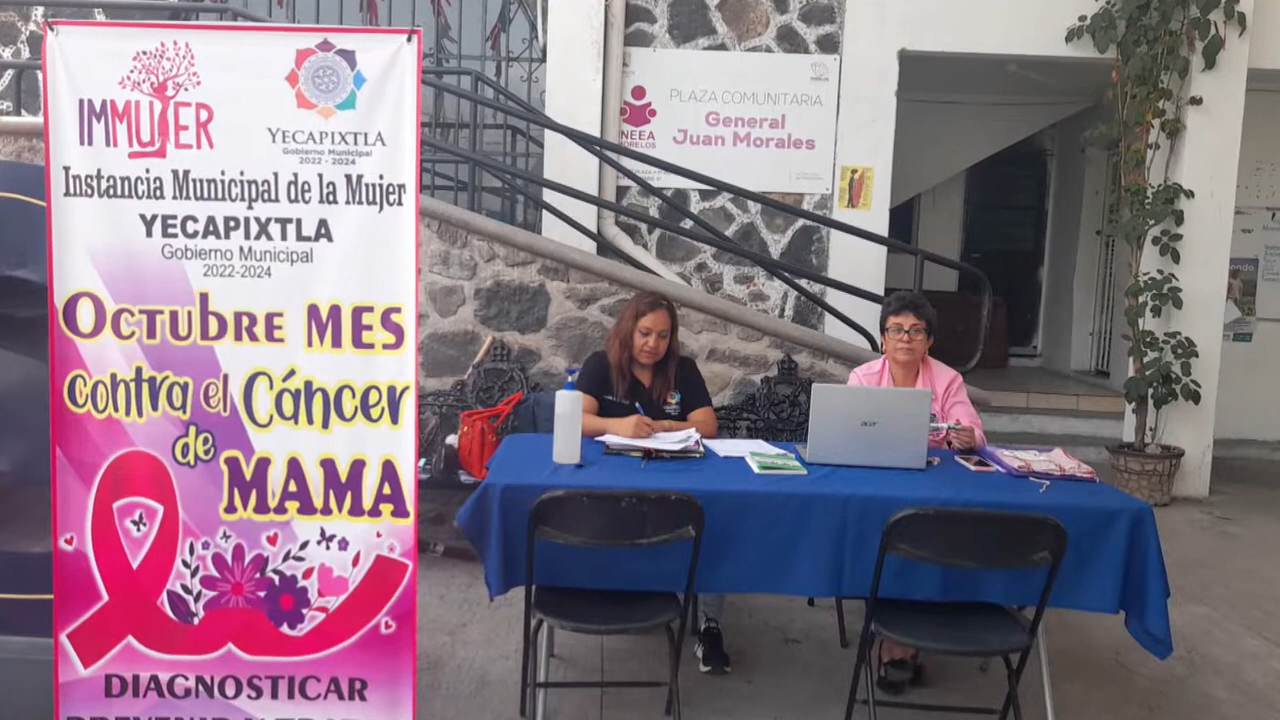 IMMUJER
YECAPIXTLA
Gobierno Municipal
2022 - 2024
Instancia Municipal de la Mujer
YECAPIXTLA
Gobierno Municipal
2022-2024
OCTUBRE MES
contra el CÁNCER
de MAMA
DIAGNOSTICAR
INEEA
MORELOS
PLAZA COMUNITARIA
General
Juan Morales
acer